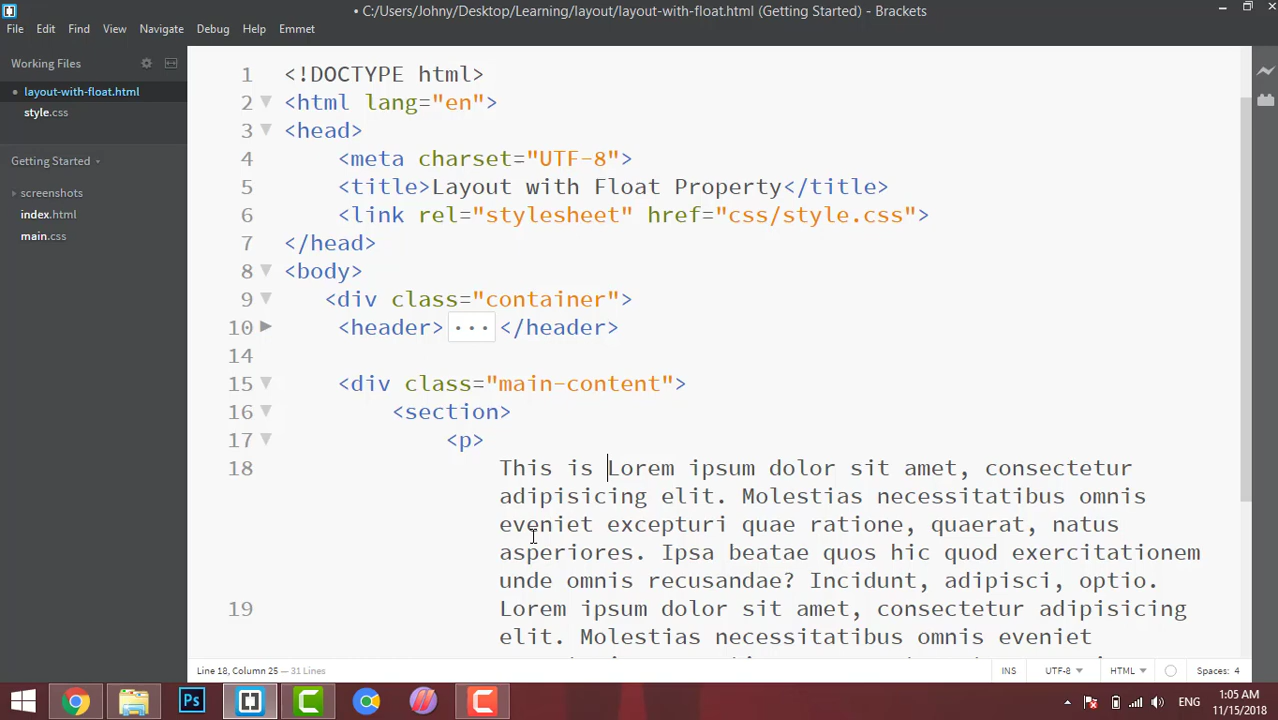 • C:/Users/Johny/Desktop/Learning/layout/layout-with-float.html (Getting Started) - Brackets
File Edit Find View Navigate Debug Help Emmet
Working Files
• layout-with-float.html
style.css
Getting Started
screenshots
index.html
main.css
1 <!DOCTYPE html>
2 <html lang="en">
3 <head>
4 <meta charset="UTF-8">
5 <title>Layout with Float Property</title>
6 <link rel="stylesheet" href="css/style.css">
7 </head>
8 <body>
9 <div class="container">
10 <header>...</header>
14
15 <div class="main-content">
16 <section>
17 <p>
18 This is Lorem ipsum dolor sit amet, consectetur
adipisicing elit. Molestias necessitatibus omnis
eveniet excepturi quae ratione, quaerat, natus
asperiores. Ipsa beatae quos hic quod exercitationem
unde omnis recusandae? Incidunt, adipisci, optio.
19 Lorem ipsum dolor sit amet, consectetur adipisicing
elit. Molestias necessitatibus omnis eveniet
Line 18, Column 25 — 31 Lines
INS UTF-8 HTML Spaces: 4
Ps
ENG
1:05 AM
11/15/2018